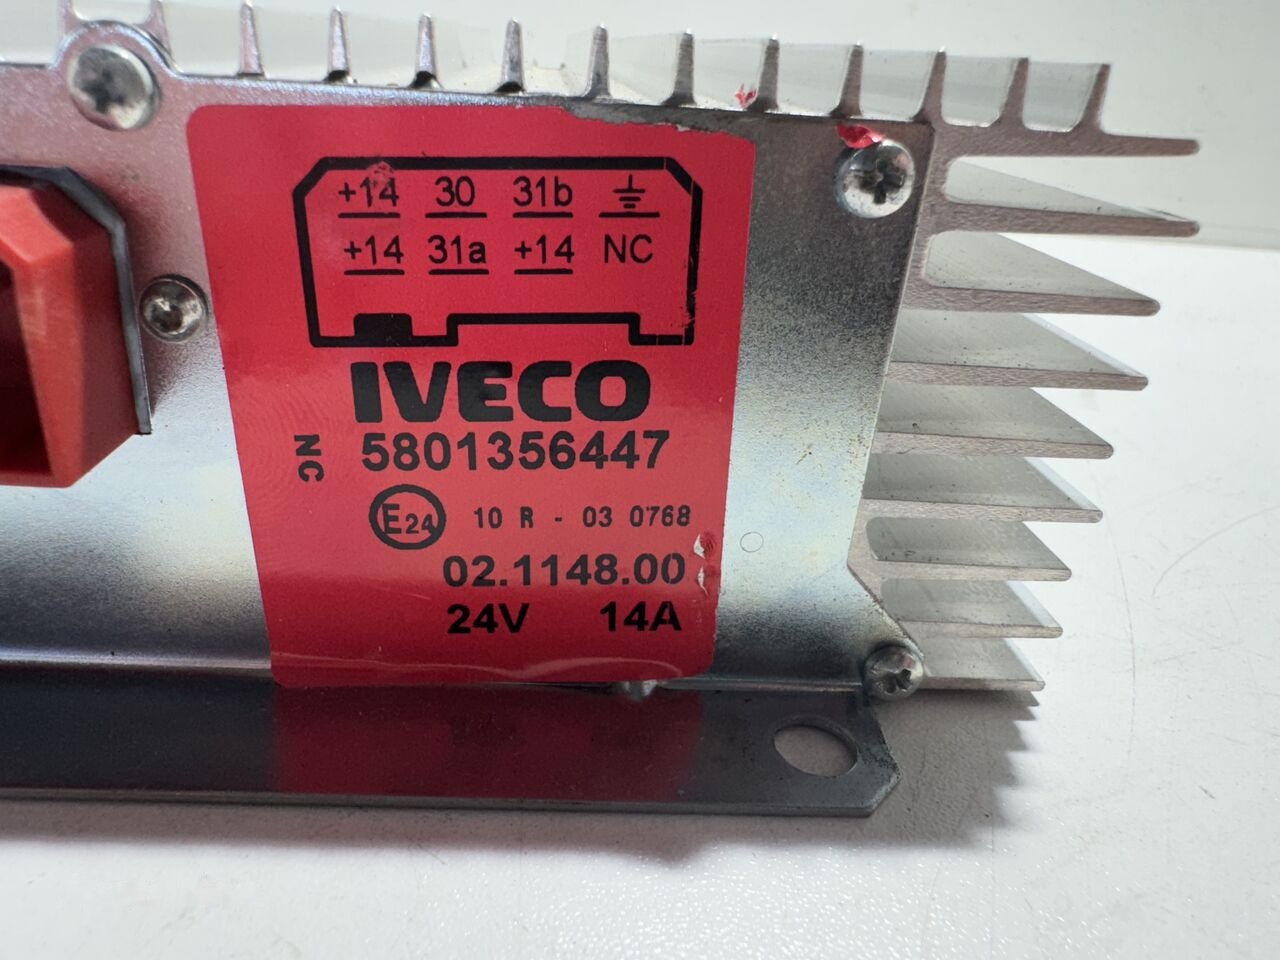 +14 30 31b
+14 31a +14 NC
IVECO
NC 5801356447
E24 10 R - 03 0768
02.1148.00
24V 14A